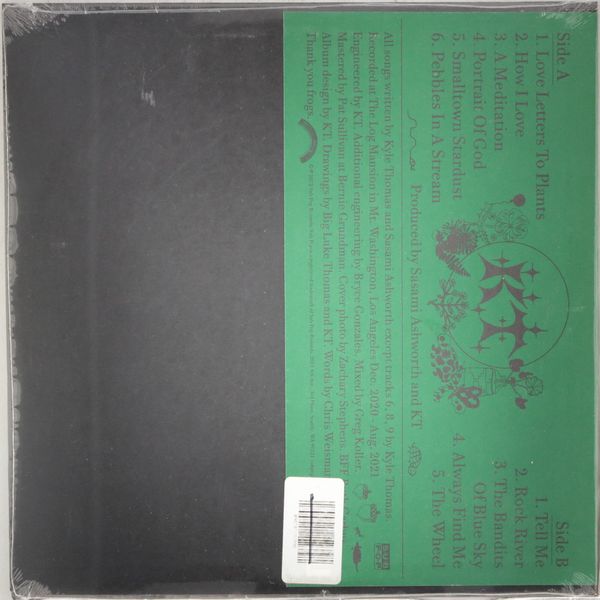 Side A
1. Love Letters To Plants
2. How I Love
3. A Meditation
4. Portrait Of God
5. Smalltown Stardust
6. Pebbles In A Stream
KT
Side B
1. Tell Me
2. Rock River
3. The Bandits
Of Blue Sky
4. Always Find Me
5. The Wheel
Produced by Sasami Ashworth and KT
All songs written by Kyle Thomas and Sasami Ashworth except tracks 6, 8, 9 by Kyle Thomas.
Recorded at The Log Mansion in Mt. Washington, Los Angeles Dec. 2020 - Aug. 2021
Engineered by KT. Additional engineering by Bryce Gonzales. Mixed by Greg Koller.
Mastered by Pat Sullivan at Bernie Grundman. Cover photo by Zachary Stephens. BFF
Album design by KT. Drawings by Big Luke Thomas and KT. Words by Chris Weisman
Thank you frogs.
SUB
POP